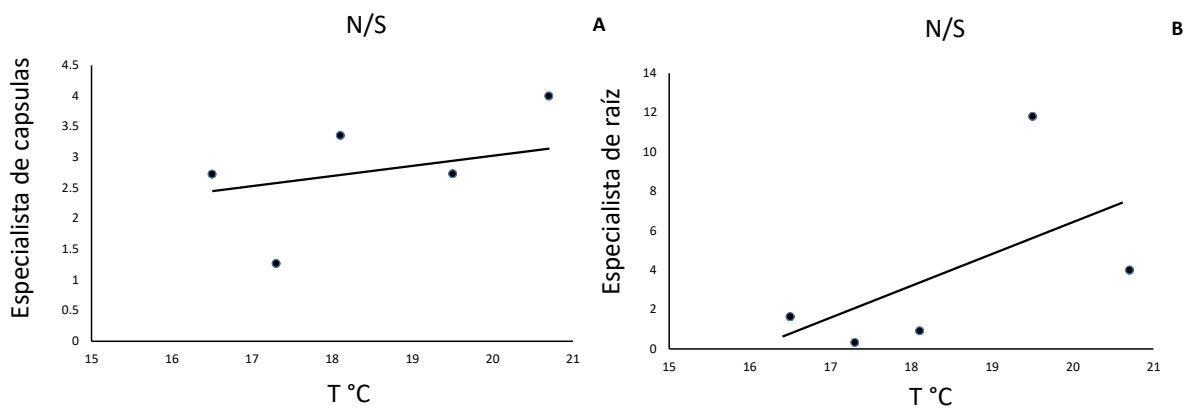 N/S
A
Especialista de capsulas
4.5
4
3.5
3
2.5
2
1.5
1
0.5
0
15 16 17 18 19 20 21
T °C
N/S
B
Especialista de raíz
14
12
10
8
6
4
2
0
15 16 17 18 19 20 21
T °C